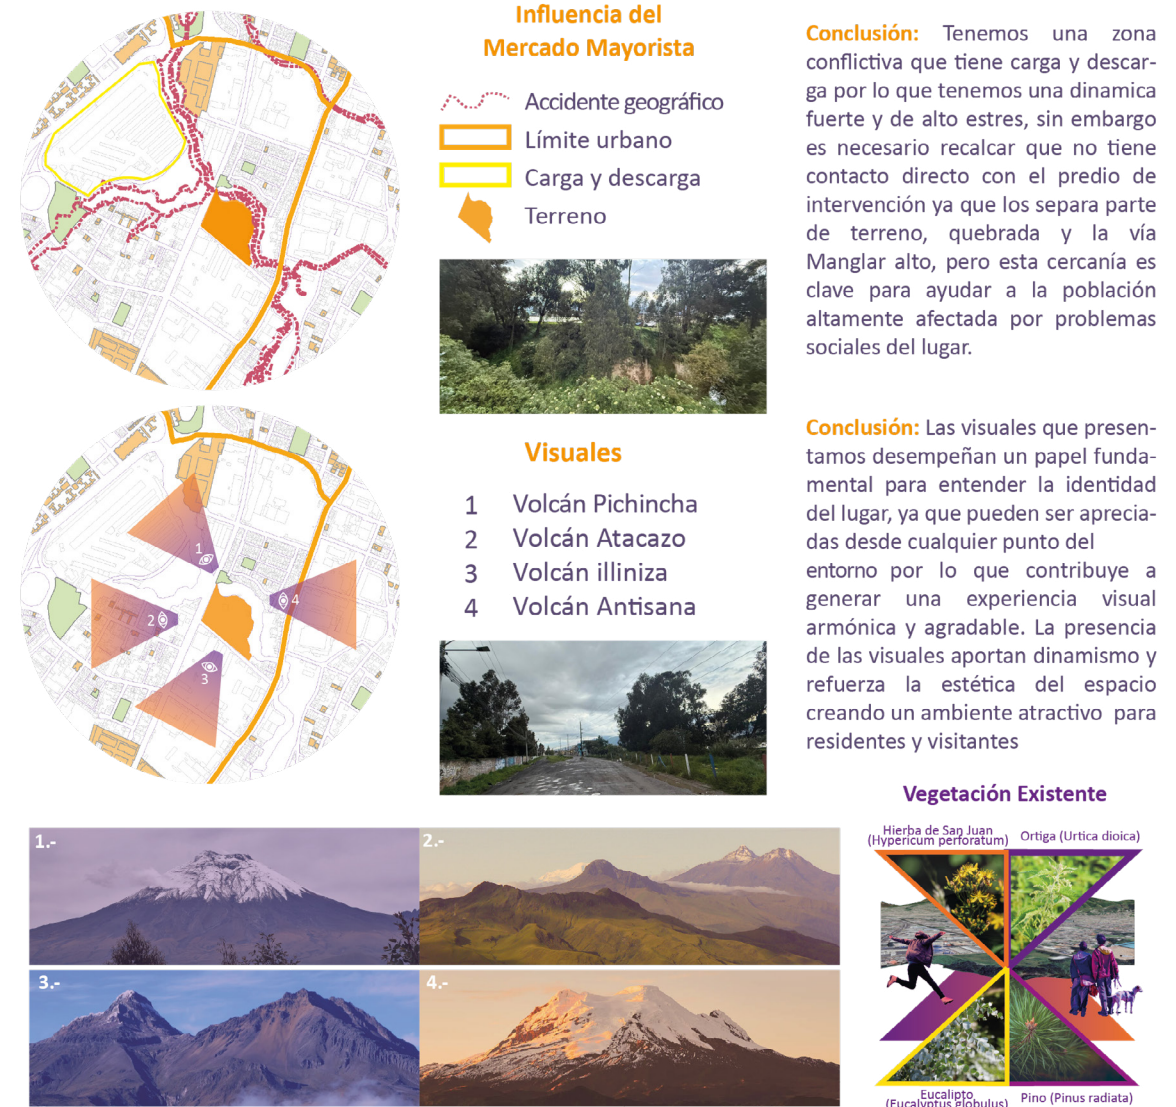 Influencia del
Mercado Mayorista
Accidente geográfico
Límite urbano
Carga y descarga
Terreno
Conclusión: Tenemos una zona
conflictiva que tiene carga y descar-
ga por lo que tenemos una dinamica
fuerte y de alto estres, sin embargo
es necesario recalcar que no tiene
contacto directo con el predio de
intervención ya que los separa parte
de terreno, quebrada y la vía
Manglar alto, pero esta cercanía es
clave para ayudar a la población
altamente afectada por problemas
sociales del lugar.
1
2
3
4
Visuales
1 Volcán Pichincha
2 Volcán Atacazo
3 Volcán illiniza
4 Volcán Antisana
Conclusión: Las visuales que presen-
tamos desempeñan un papel funda-
mental para entender la identidad
del lugar, ya que pueden ser aprecia-
das desde cualquier punto del
entorno por lo que contribuye a
generar una experiencia visual
armónica y agradable. La presencia
de las visuales aportan dinamismo y
refuerza la estética del espacio
creando un ambiente atractivo para
residentes y visitantes
1.-
2.-
3.-
4.-
Vegetación Existente
Hierba de San Juan
(Hypericum perforatum)
Ortiga (Urtica dioica)
Eucalipto
(Eucalyptus globulus)
Pino (Pinus radiata)